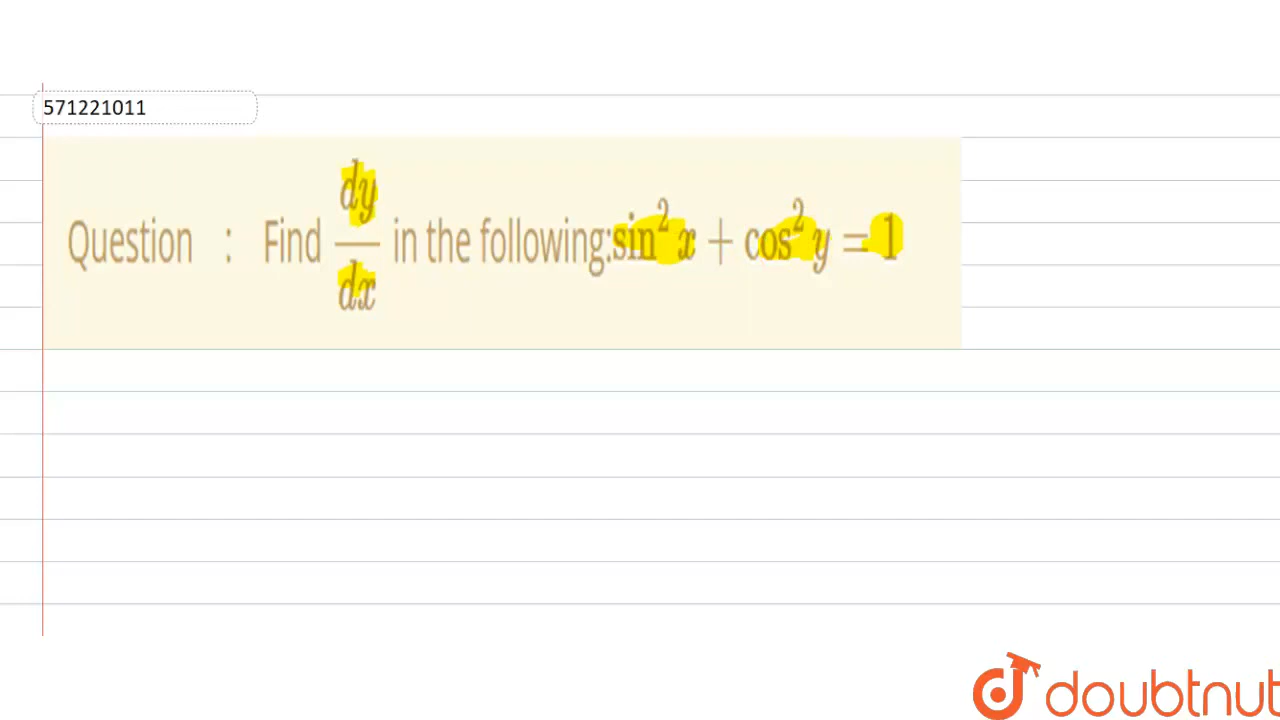 571221011
Question : Find dy/dx in the following:sin² x + cos² y = 1
doubtnut